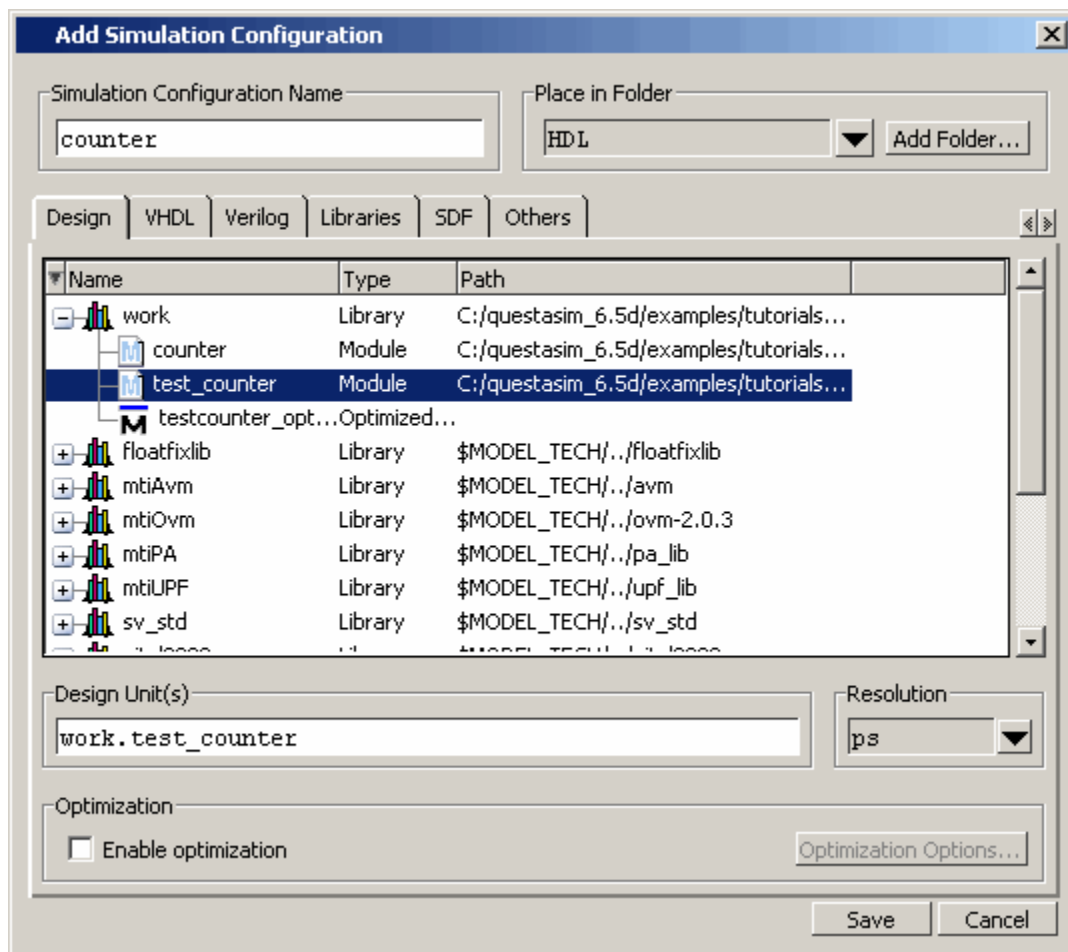 Add Simulation Configuration
Simulation Configuration Name
Place in Folder
counter
HDL
Add Folder...
Design VHDL Verilog Libraries SDF Others
Name Type Path
work Library C:/questasim_6.5d/examples/tutorials...
counter Module C:/questasim_6.5d/examples/tutorials...
test_counter Module C:/questasim_6.5d/examples/tutorials...
testcounter_opt...Optimized...
floatfixlib Library $MODEL_TECH/../floatfixlib
mtiAvm Library $MODEL_TECH/../avm
mtiOvm Library $MODEL_TECH/../ovm-2.0.3
mtiPA Library $MODEL_TECH/../pa_lib
mtiUPF Library $MODEL_TECH/../upf_lib
sv_std Library $MODEL_TECH/../sv_std
Design Unit(s)
Resolution
work.test_counter
ps
Optimization
Enable optimization
Optimization Options...
Save Cancel